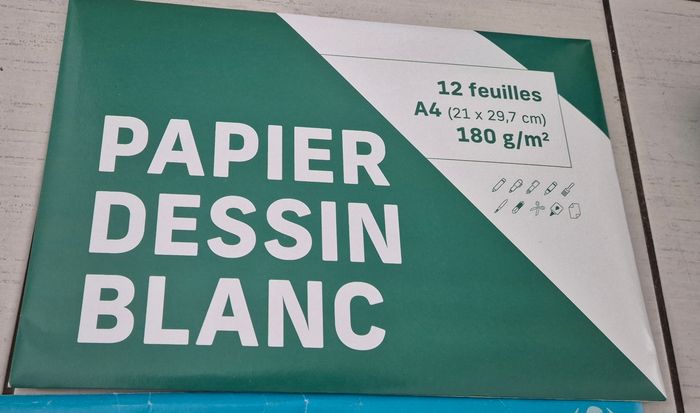 12 feuilles
A4 (21 x 29,7 cm)
180 g/m²
PAPIER
DESSIN
BLANC